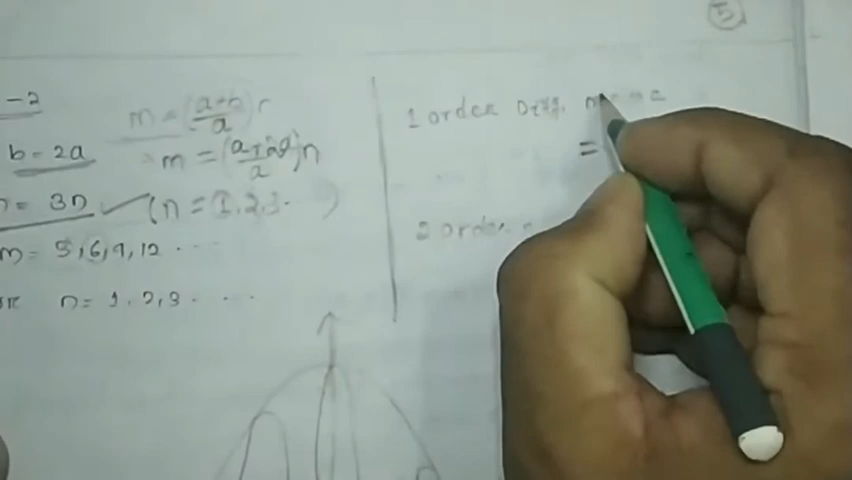 5
-2
m = (a+b/a) n
b = 2a
∴ m = (a+2a/a) n
= 3n ✓ (n = 1, 2, 3 ...)
m = 3, 6, 9, 12 ...
n = 1, 2, 3 ...
1 order
=
2 order